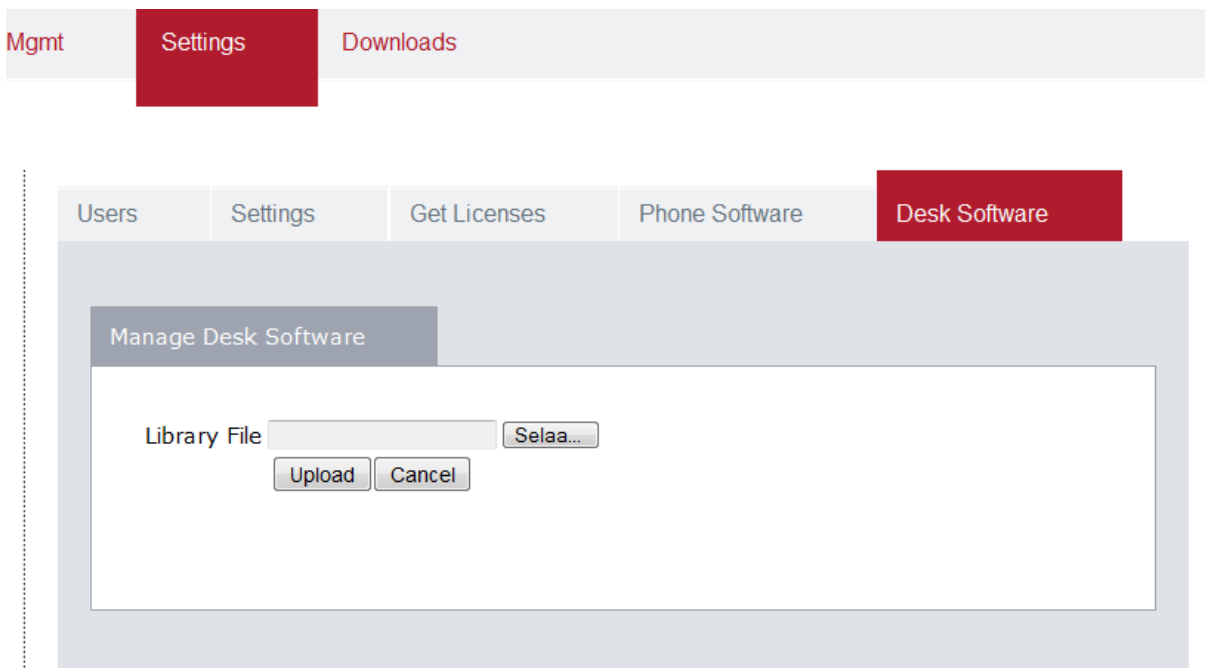 Mgmt Settings Downloads
Users Settings Get Licenses Phone Software Desk Software
Manage Desk Software
Library File Selaa...
Upload Cancel